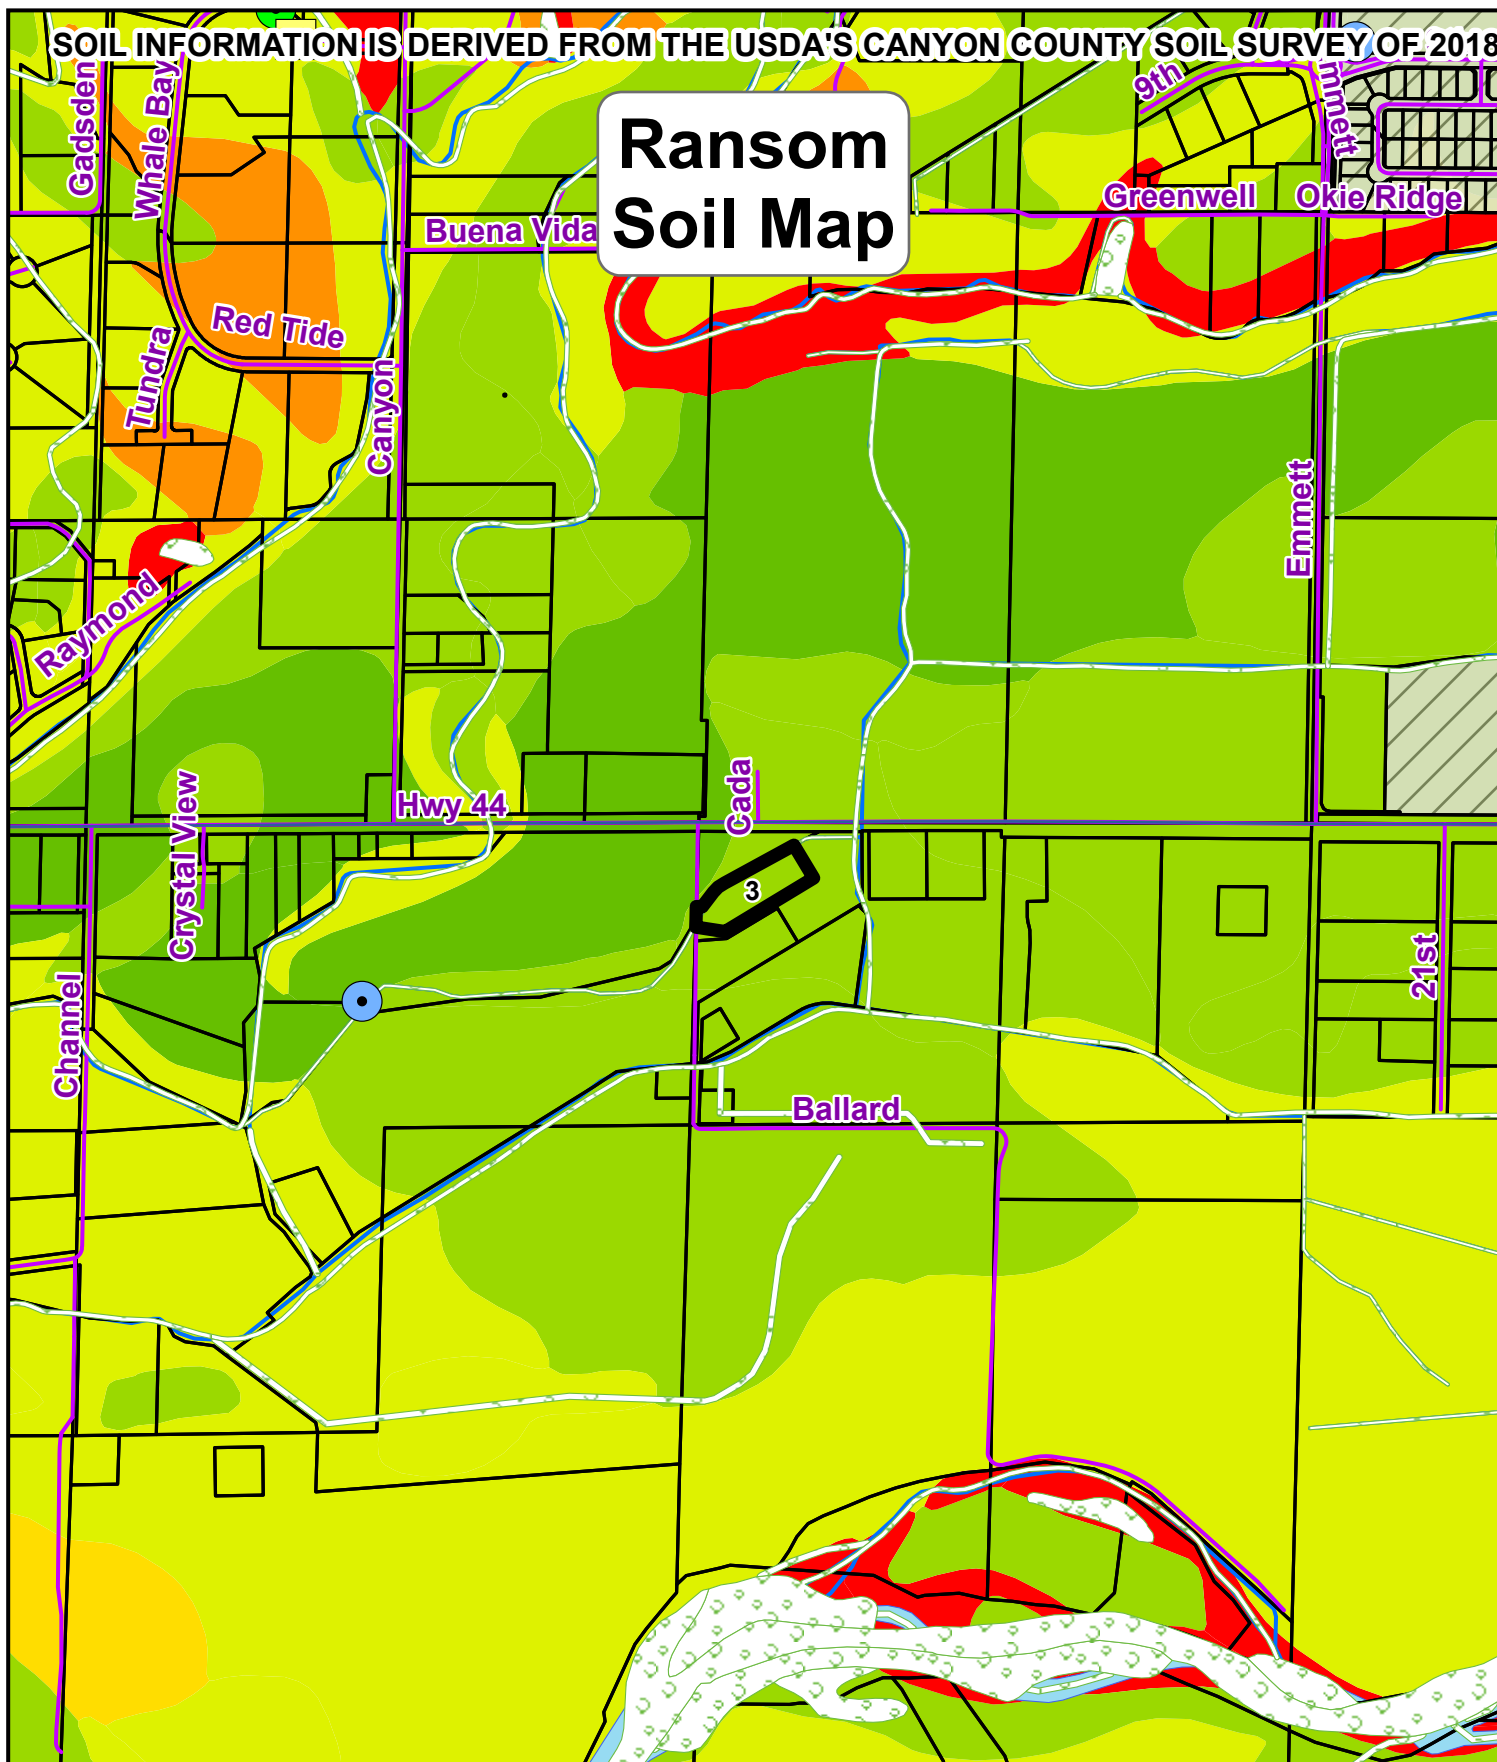 SOIL INFORMATION IS DERIVED FROM THE USDA'S CANYON COUNTY SOIL SURVEY OF 2018
Ransom
Soil Map
Gadsden
Whale Bay
9th
Emmett
Greenwell
Okie Ridge
Buena Vida
Red Tide
Tundra
Canyon
Emmett
Raymond
Hwy 44
Cada
Crystal View
3
21st
Channel
Ballard